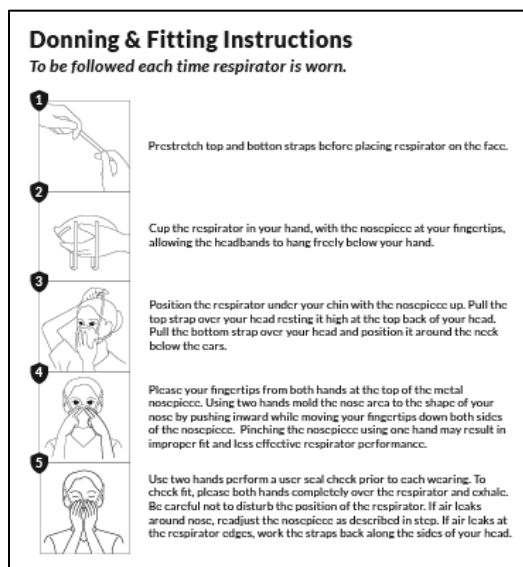 Donning & Fitting Instructions
To be followed each time respirator is worn.
1
Prestretch top and botton straps before placing respirator on the face.
2
Cup the respirator in your hand, with the nosepiece at your fingertips,
allowing the headbands to hang freely below your hand.
3
Position the respirator under your chin with the nosepiece up. Pull the
top strap over your head resting it high at the top back of your head.
Pull the bottom strap over your head and position it around the neck
below the ears.
4
Please your fingertips from both hands at the top of the metal
nosepiece. Using two hands mold the nose area to the shape of your
nose by pushing inward while moving your fingertips down both sides
of the nosepiece. Pinching the nosepiece using one hand may result in
improper fit and less effective respirator performance.
5
Use two hands perform a user seal check prior to each wearing. To
check fit, please both hands completely over the respirator and exhale.
Be careful not to disturb the position of the respirator. If air leaks
around nose, readjust the nosepiece as described in step. If air leaks at
the respirator edges, work the straps back along the sides of your head.